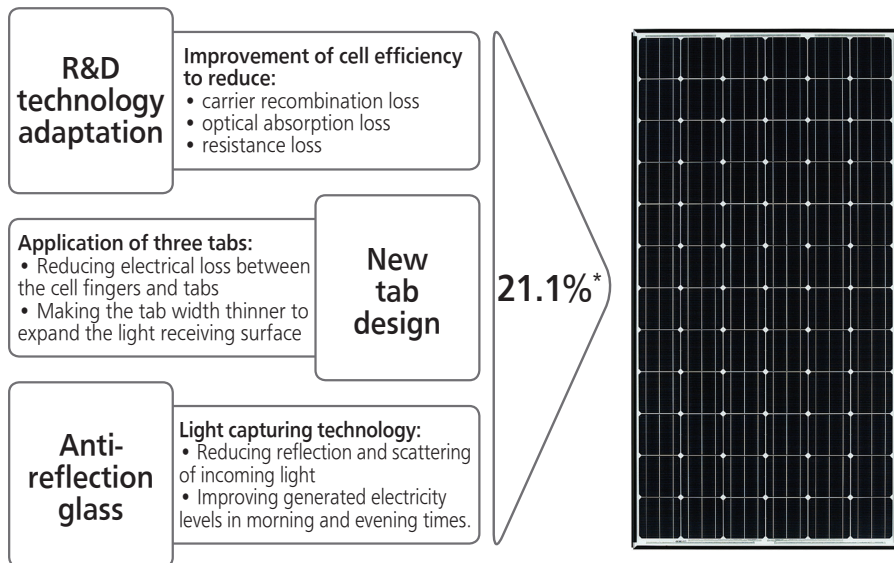 R&D
technology
adaptation
Improvement of cell efficiency
to reduce:
• carrier recombination loss
• optical absorption loss
• resistance loss
Application of three tabs:
• Reducing electrical loss between
the cell fingers and tabs
• Making the tab width thinner to
expand the light receiving surface
New
tab
design
Anti-
reflection
glass
Light capturing technology:
• Reducing reflection and scattering
of incoming light
• Improving generated electricity
levels in morning and evening times.
21.1%*